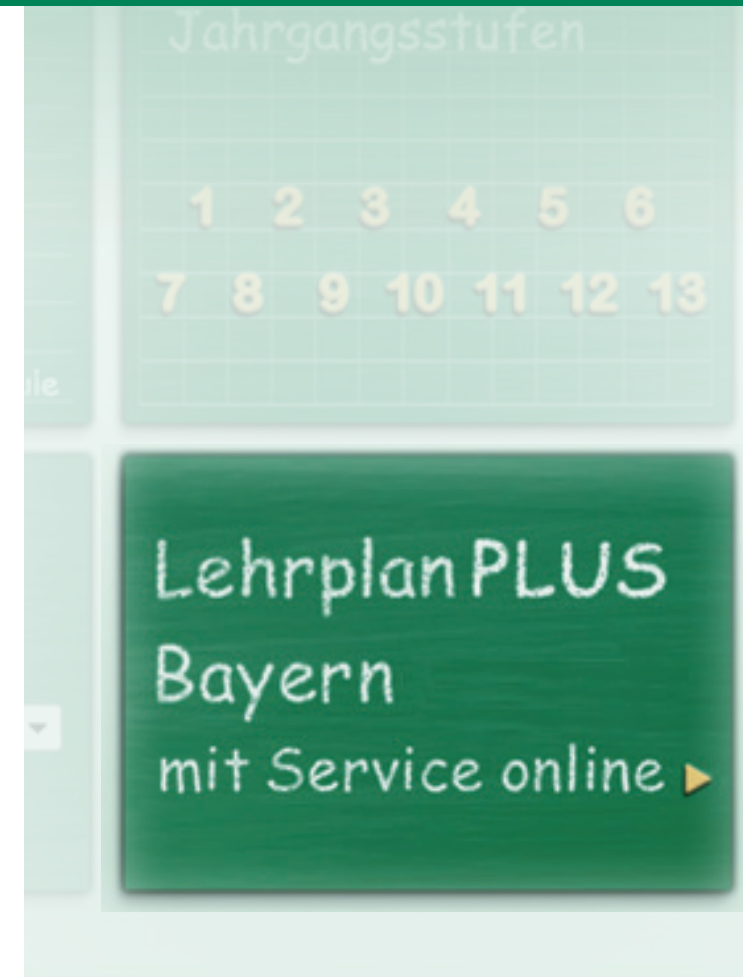 Jahrgangsstufen
1 2 3 4 5 6
7 8 9 10 11 12 13
LehrplanPLUS
Bayern
mit Service online